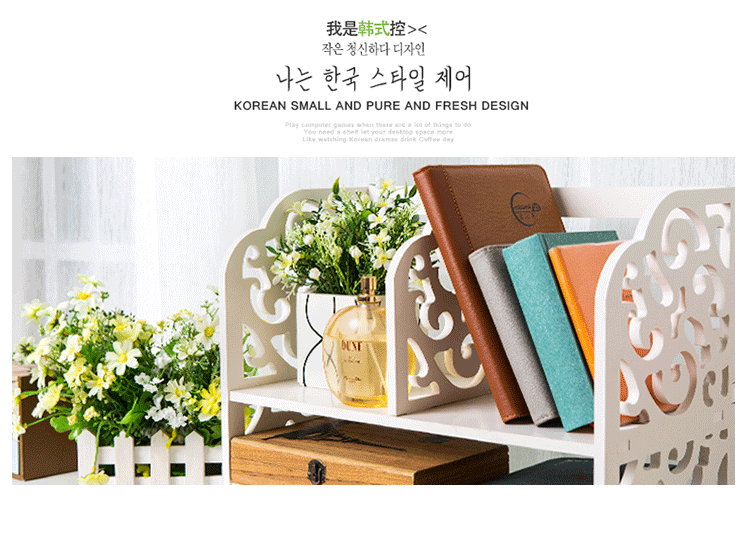 我是韩式控><
작은 청신하다 디자인
나는 한국 스타일 제어
KOREAN SMALL AND PURE AND FRESH DESIGN
Play computer games when there are a lot of things to do
You need a shelf let your desktop space more
Like watching Korean dramas drink Coffee day
DUNE